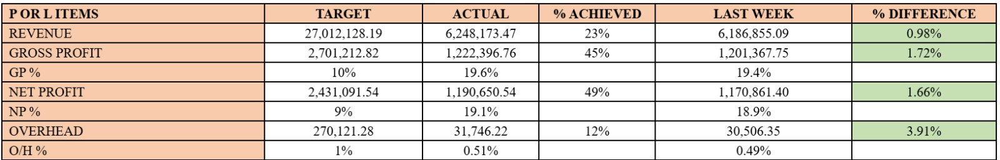 P OR L ITEMS TARGET ACTUAL % ACHIEVED LAST WEEK % DIFFERENCE
REVENUE 27,012,128.19 6,248,173.47 23% 6,186,855.09 0.98%
GROSS PROFIT 2,701,212.82 1,222,396.76 45% 1,201,367.75 1.72%
GP % 10% 19.6% 19.4%
NET PROFIT 2,431,091.54 1,190,650.54 49% 1,170,861.40 1.66%
NP % 9% 19.1% 18.9%
OVERHEAD 270,121.28 31,746.22 12% 30,506.35 3.91%
O/H % 1% 0.51% 0.49%